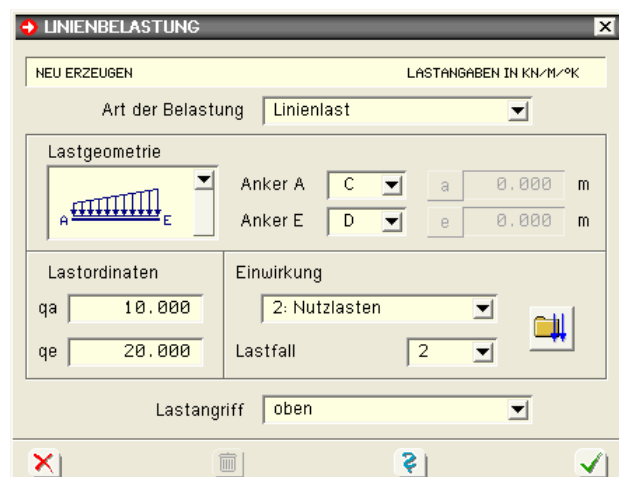 LINIENBELASTUNG
NEU ERZEUGEN LASTANGABEN IN KN/M/°K
Art der Belastung Linienlast
Lastgeometrie
A E
Anker A C a 0.000 m
Anker E D e 0.000 m
Lastordinaten
qa 10.000
qe 20.000
Einwirkung
2: Nutzlasten
Lastfall 2
Lastangriff oben